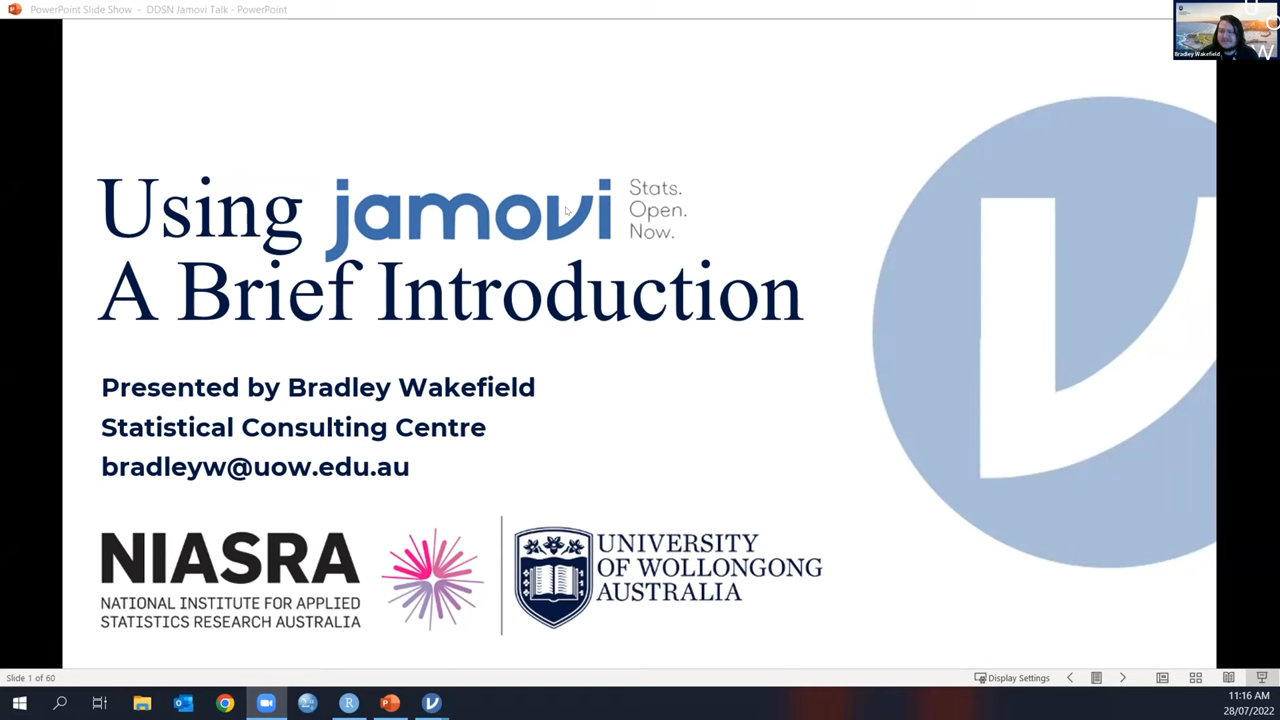 PowerPoint Slide Show - DDSN Jamovi Talk - PowerPoint
Bradley Wakefield
Using jamovi Stats. Open. Now.
A Brief Introduction
Presented by Bradley Wakefield
Statistical Consulting Centre
bradleyw@uow.edu.au
NIASRA
NATIONAL INSTITUTE FOR APPLIED
STATISTICS RESEARCH AUSTRALIA
UNIVERSITY
OF WOLLONGONG
AUSTRALIA
Slide 1 of 60
Display Settings
11:16 AM
28/07/2022